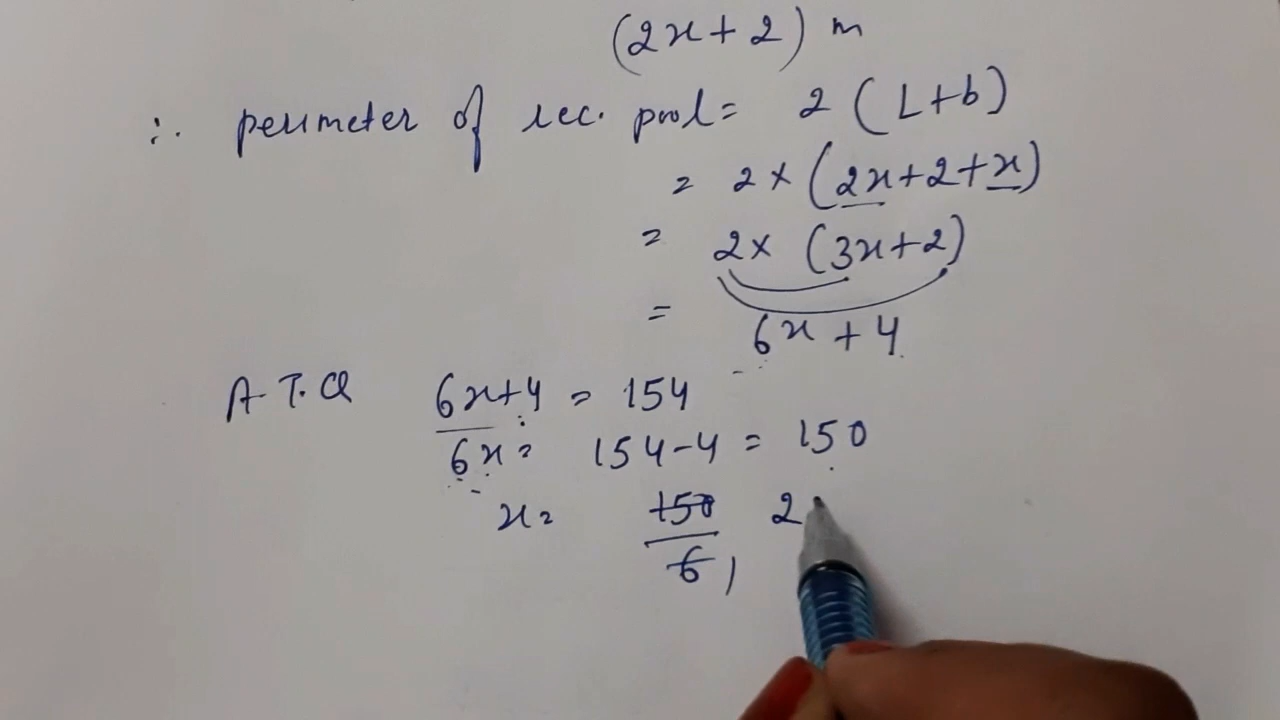 (2x+2) m
∴ perimeter of rec. pool = 2 (L+b)
= 2 × (2x+2+x)
= 2× (3x+2)
= 6x + 4
A.T.Q 6x+4 = 154
6x = 154-4 = 150
x = 150/6, 2